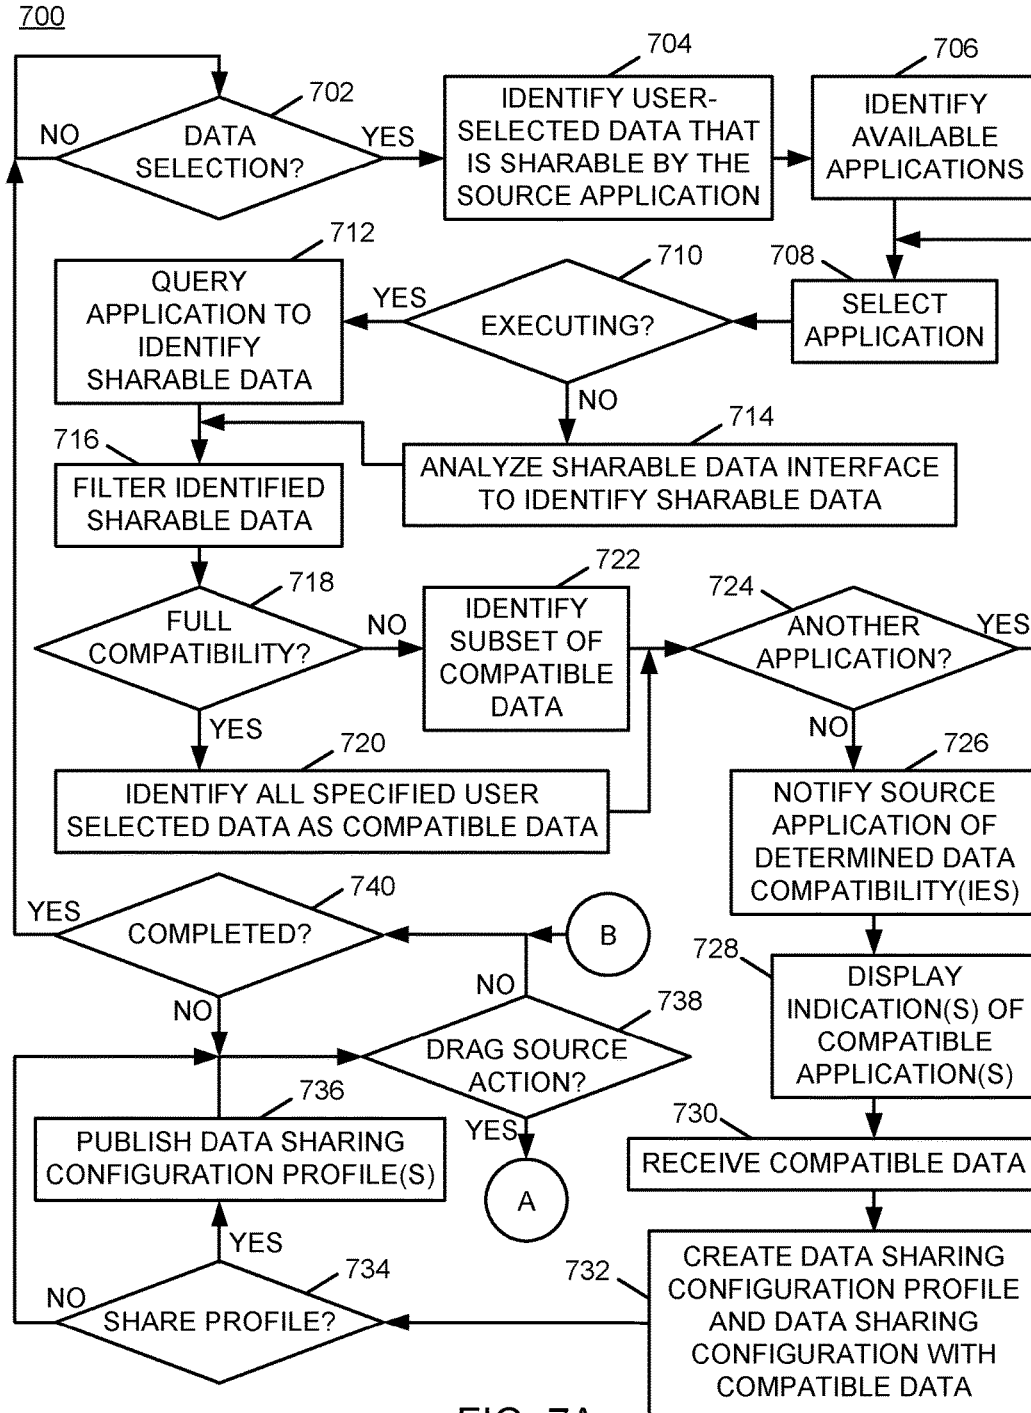 700
702
DATA
SELECTION?
NO
YES
704
IDENTIFY USER-
SELECTED DATA THAT
IS SHARABLE BY THE
SOURCE APPLICATION
706
IDENTIFY
AVAILABLE
APPLICATIONS
708
SELECT
APPLICATION
710
EXECUTING?
YES
NO
712
QUERY
APPLICATION TO
IDENTIFY
SHARABLE DATA
714
ANALYZE SHARABLE DATA INTERFACE
TO IDENTIFY SHARABLE DATA
716
FILTER IDENTIFIED
SHARABLE DATA
718
FULL
COMPATIBILITY?
NO
YES
720
IDENTIFY ALL SPECIFIED USER
SELECTED DATA AS COMPATIBLE DATA
722
IDENTIFY
SUBSET OF
COMPATIBLE
DATA
724
ANOTHER
APPLICATION?
YES
NO
726
NOTIFY SOURCE
APPLICATION OF
DETERMINED DATA
COMPATIBILITY(IES)
728
DISPLAY
INDICATION(S) OF
COMPATIBLE
APPLICATION(S)
730
RECEIVE COMPATIBLE DATA
732
CREATE DATA SHARING
CONFIGURATION PROFILE
AND DATA SHARING
CONFIGURATION WITH
COMPATIBLE DATA
734
SHARE PROFILE?
NO
YES
736
PUBLISH DATA SHARING
CONFIGURATION PROFILE(S)
738
DRAG SOURCE
ACTION?
NO
YES
A
B
740
COMPLETED?
YES
NO
FIG. 7A